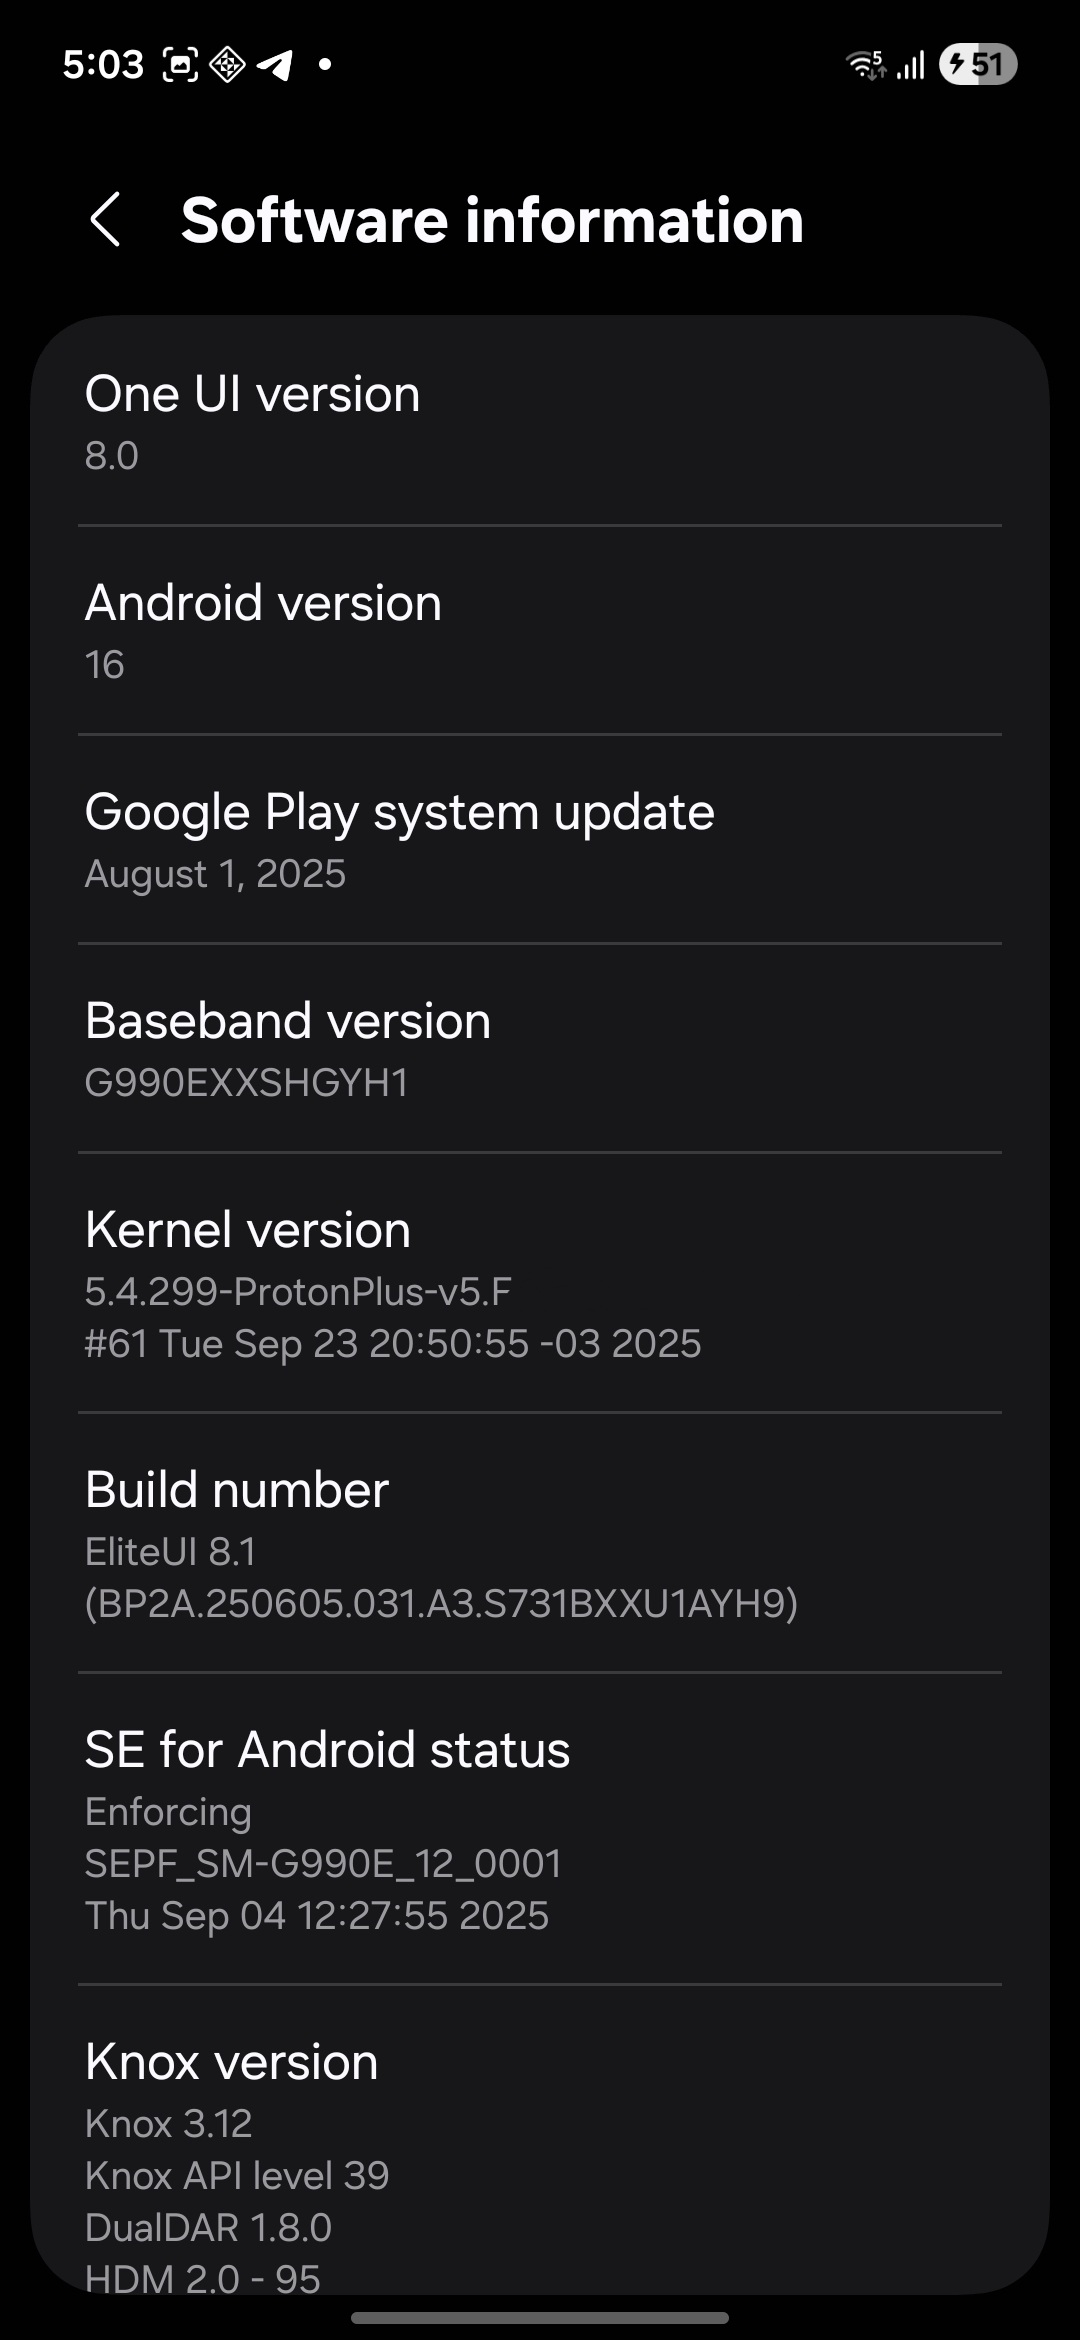 5:03
5
51
Software information
One UI version
8.0
Android version
16
Google Play system update
August 1, 2025
Baseband version
G990EXXSHGYH1
Kernel version
5.4.299-ProtonPlus-v5.F
#61 Tue Sep 23 20:50:55 -03 2025
Build number
EliteUI 8.1
(BP2A.250605.031.A3.S731BXXU1AYH9)
SE for Android status
Enforcing
SEPF_SM-G990E_12_0001
Thu Sep 04 12:27:55 2025
Knox version
Knox 3.12
Knox API level 39
DualDAR 1.8.0
HDM 2.0 - 95